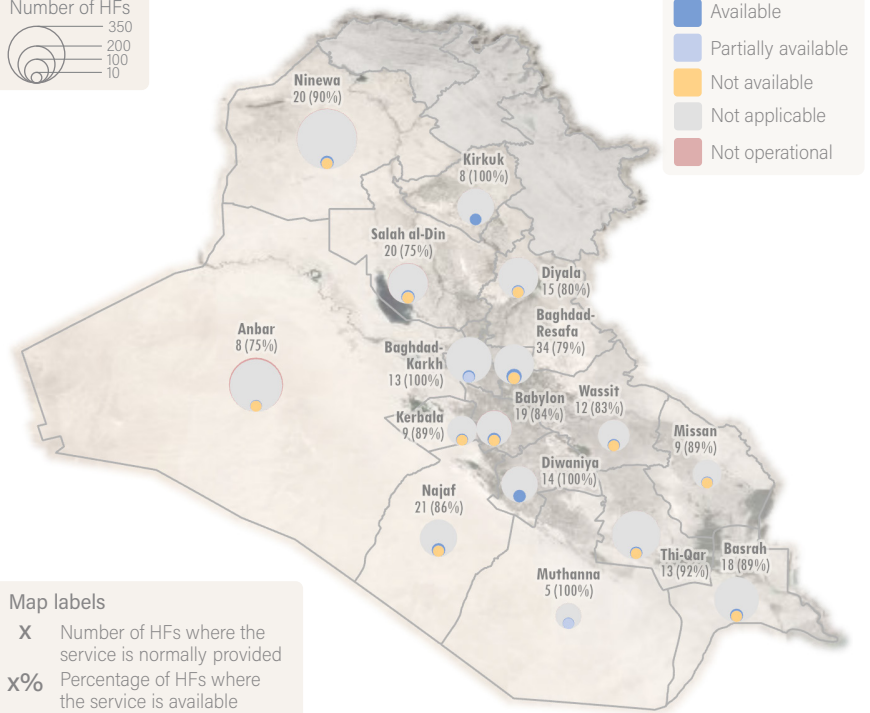 Number of HFs
350
200
100
10
Available
Partially available
Not available
Not applicable
Not operational
Ninewa
20 (90%)
Kirkuk
8 (100%)
Salah al-Din
20 (75%)
Diyala
15 (80%)
Baghdad-
Resafa
34 (79%)
Anbar
8 (75%)
Baghdad-
Karkh
13 (100%)
Babylon
19 (84%)
Wassit
12 (83%)
Kerbala
9 (89%)
Missan
9 (89%)
Diwaniya
14 (100%)
Najaf
21 (86%)
Thi-Qar
13 (92%)
Basrah
18 (89%)
Muthanna
5 (100%)
Map labels
x Number of HFs where the
service is normally provided
x% Percentage of HFs where
the service is available